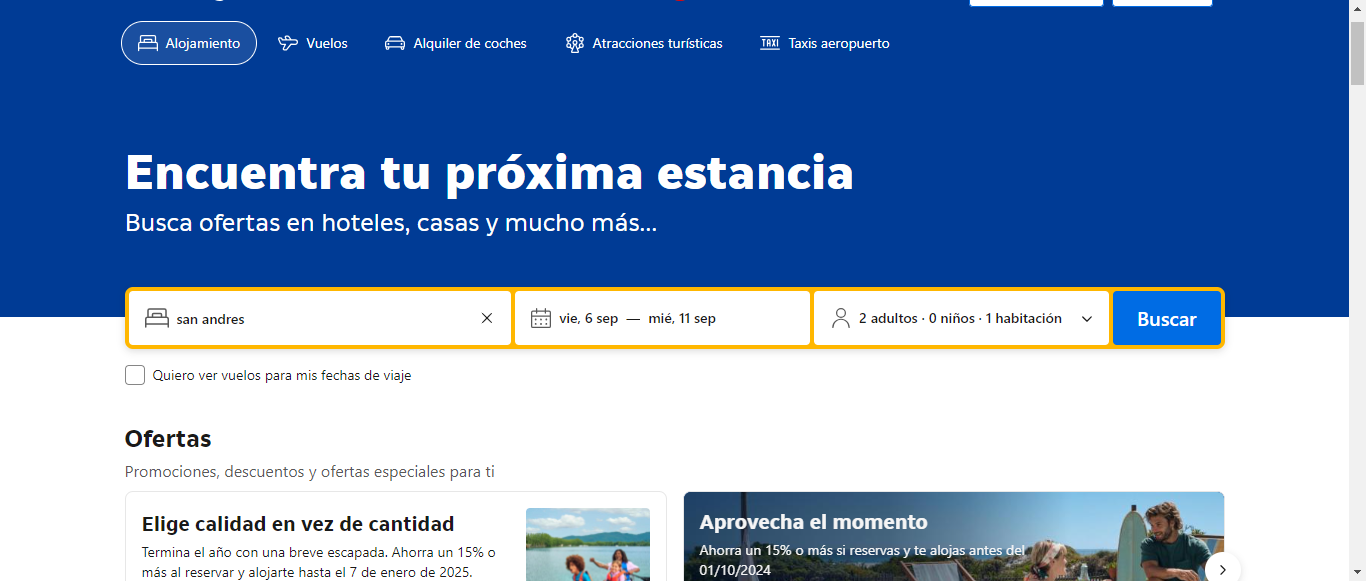 Alojamiento Vuelos Alquiler de coches Atracciones turísticas TAXI Taxis aeropuerto
Encuentra tu próxima estancia
Busca ofertas en hoteles, casas y mucho más...
san andres vie, 6 sep — mié, 11 sep 2 adultos · 0 niños · 1 habitación Buscar
Quiero ver vuelos para mis fechas de viaje
Ofertas
Promociones, descuentos y ofertas especiales para ti
Elige calidad en vez de cantidad
Termina el año con una breve escapada. Ahorra un 15% o
más al reservar y alojarte hasta el 7 de enero de 2025.
Aprovecha el momento
Ahorra un 15% o más si reservas y te alojas antes del
01/10/2024